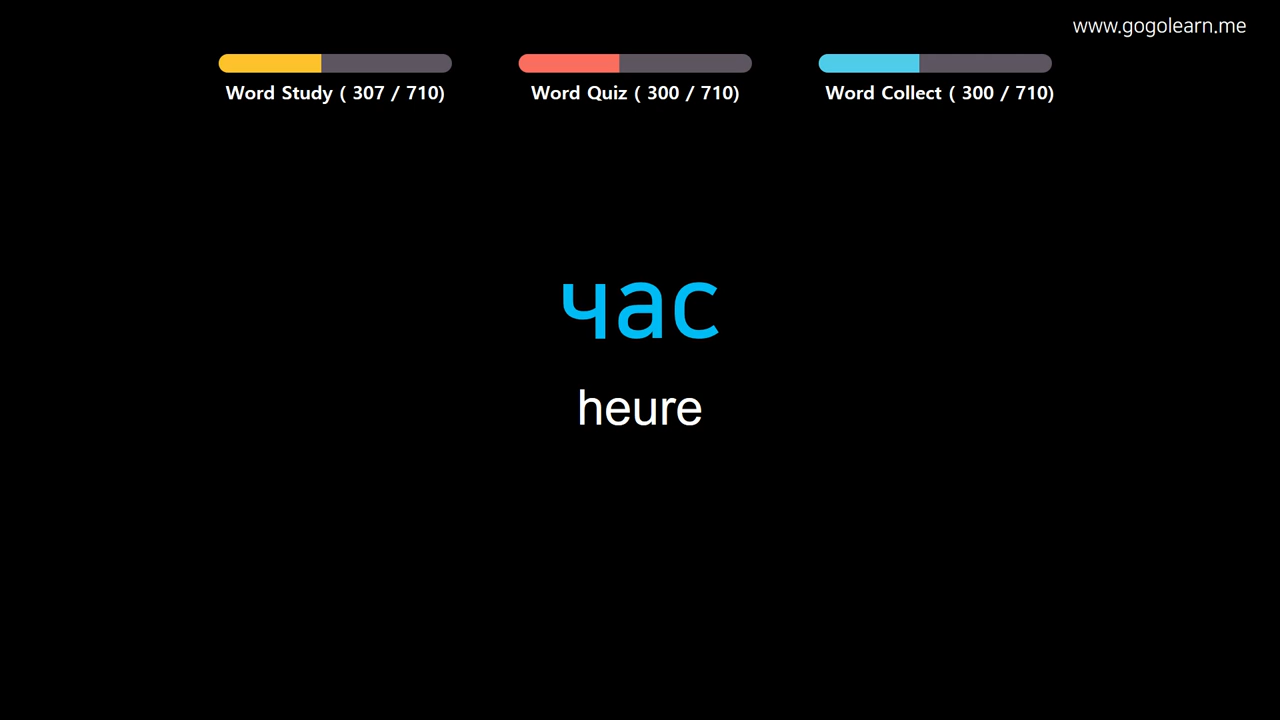 www.gogolearn.me
Word Study ( 307 / 710)
Word Quiz ( 300 / 710)
Word Collect ( 300 / 710)
час
heure